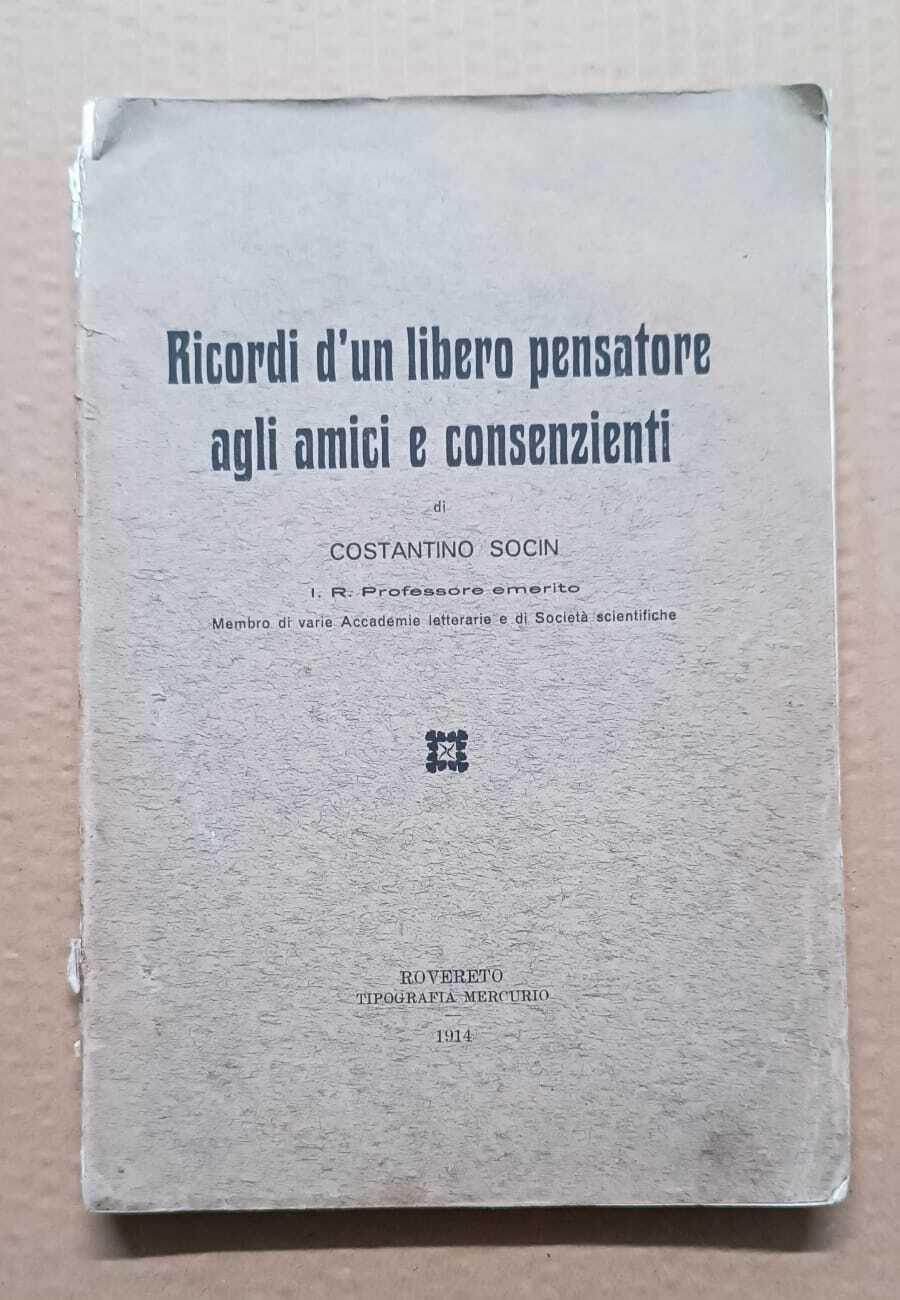 Ricordi d'un libero pensatore
agli amici e consenzienti
di
COSTANTINO SOCIN
I. R. Professore emerito
Membro di varie Accademie letterarie e di Società scientifiche
ROVERETO
TIPOGRAFIA MERCURIO
1914